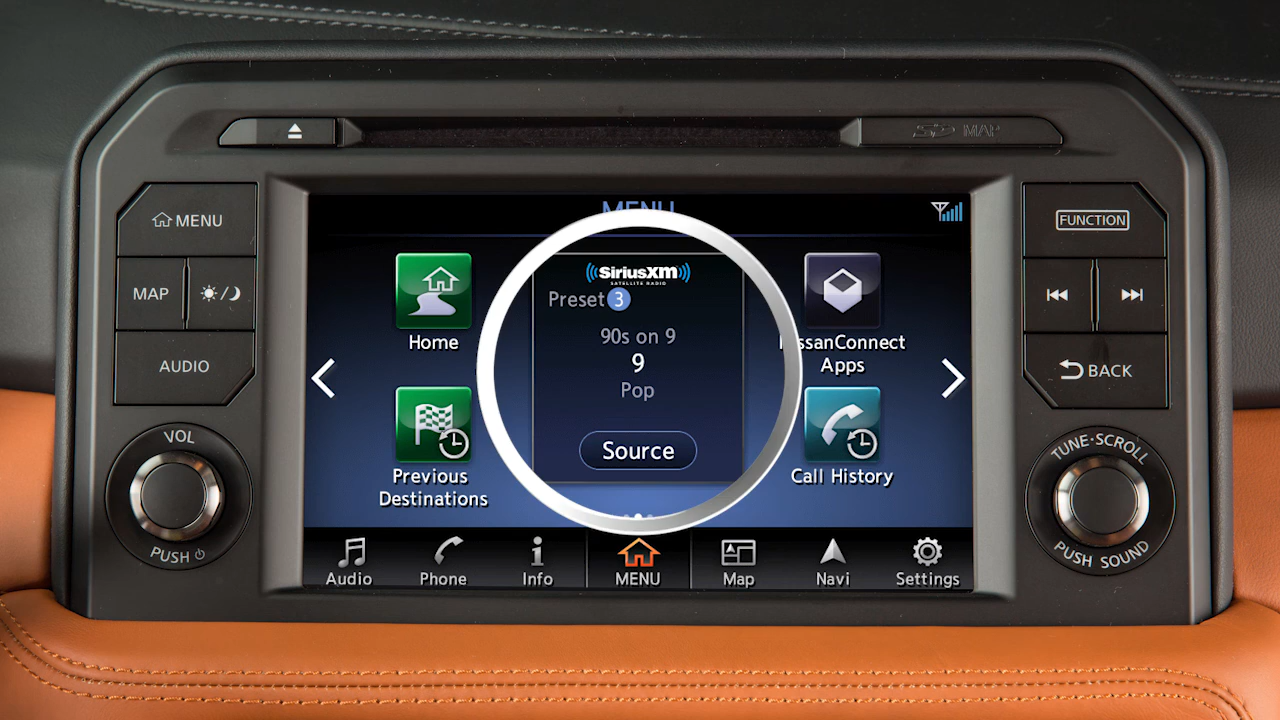 SD MAP
MENU
MAP
AUDIO
VOL
PUSH
MENU
SiriusXM
SATELLITE RADIO
Preset 3
90s on 9
9
Pop
Source
Home
Previous
Destinations
ssanConnect
Apps
Call History
Audio
Phone
Info
MENU
Map
Navi
Settings
FUNCTION
BACK
TUNE·SCROLL
PUSH SOUND